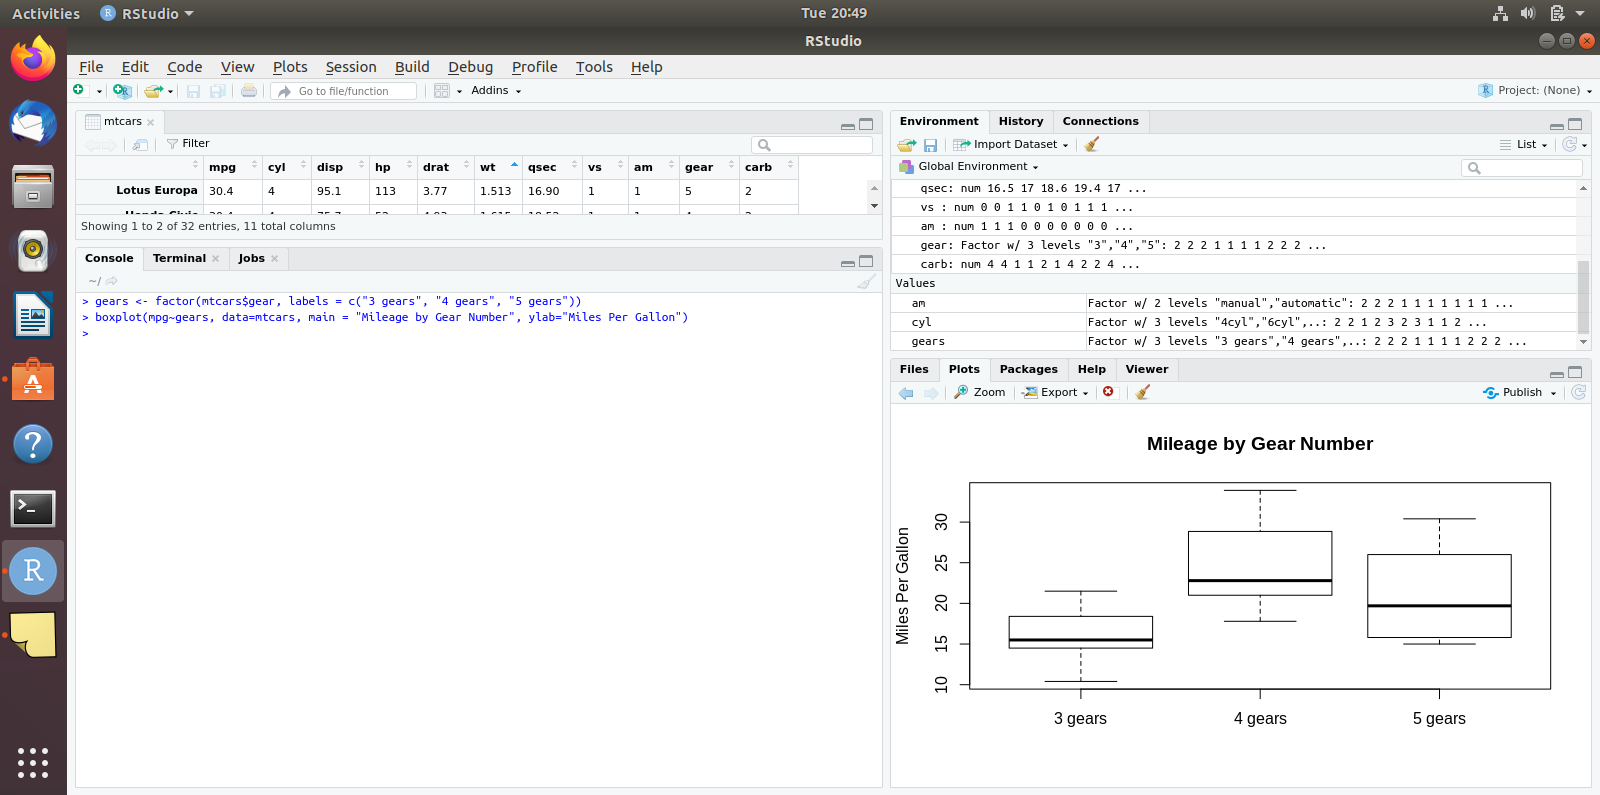 Activities RStudio Tue 20:49
RStudio
File Edit Code View Plots Session Build Debug Profile Tools Help
Go to file/function Addins Project: (None)
mtcars
Filter
mpg cyl disp hp drat wt qsec vs am gear carb
Lotus Europa 30.4 4 95.1 113 3.77 1.513 16.90 1 1 5 2
Showing 1 to 2 of 32 entries, 11 total columns
Console Terminal Jobs
~/
> gears <- factor(mtcars$gear, labels = c("3 gears", "4 gears", "5 gears"))
> boxplot(mpg~gears, data=mtcars, main = "Mileage by Gear Number", ylab="Miles Per Gallon")
>
Environment History Connections
Import Dataset List
Global Environment
qsec: num 16.5 17 18.6 19.4 17 ...
vs : num 0 0 1 1 0 1 0 1 1 1 ...
am : num 1 1 1 0 0 0 0 0 0 0 ...
gear: Factor w/ 3 levels "3","4","5": 2 2 2 1 1 1 1 2 2 2 ...
carb: num 4 4 1 1 2 1 4 2 2 4 ...
Values
am Factor w/ 2 levels "manual","automatic": 2 2 2 1 1 1 1 1 1 1 ...
cyl Factor w/ 3 levels "4cyl","6cyl",..: 2 2 1 2 3 2 3 1 1 2 ...
gears Factor w/ 3 levels "3 gears","4 gears",..: 2 2 2 1 1 1 1 2 2 2 ...
Files Plots Packages Help Viewer
Zoom Export Publish
Mileage by Gear Number
Miles Per Gallon
30
25
20
15
10
3 gears 4 gears 5 gears